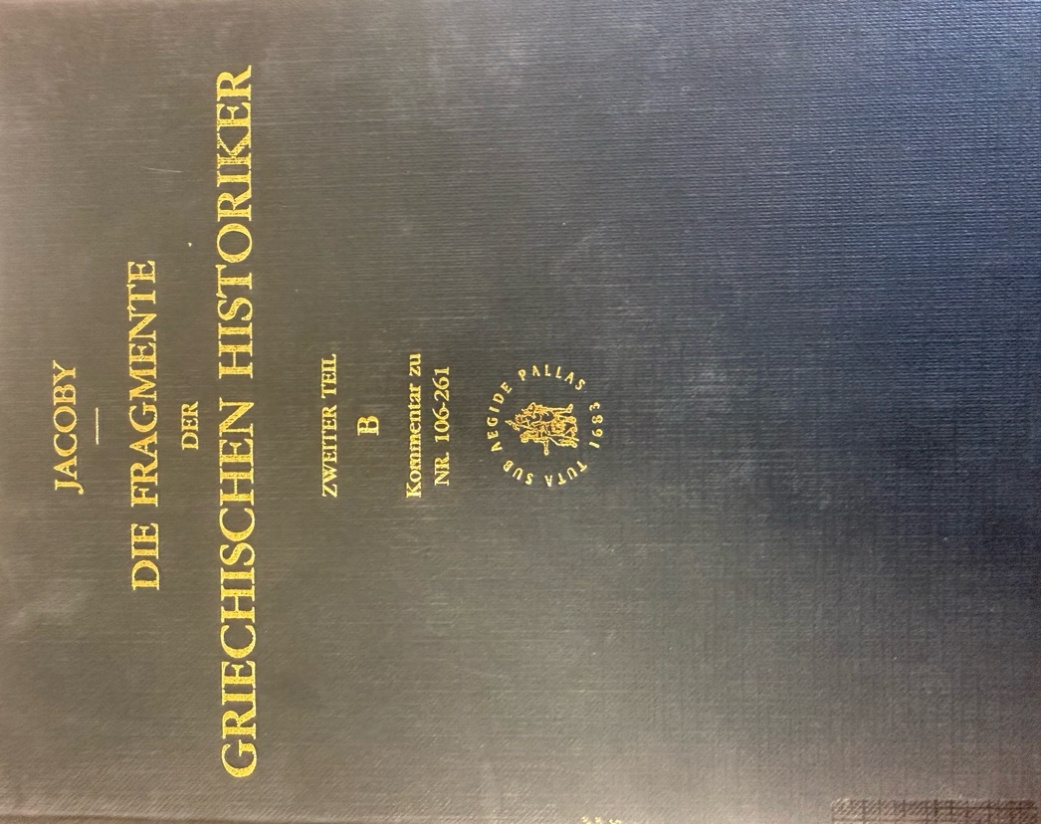 JACOBY
DIE FRAGMENTE
DER
GRIECHISCHEN HISTORIKER
ZWEITER TEIL
B
Kommentar zu
NR. 106-261
TUTA SUB AEGIDE PALLAS
1683